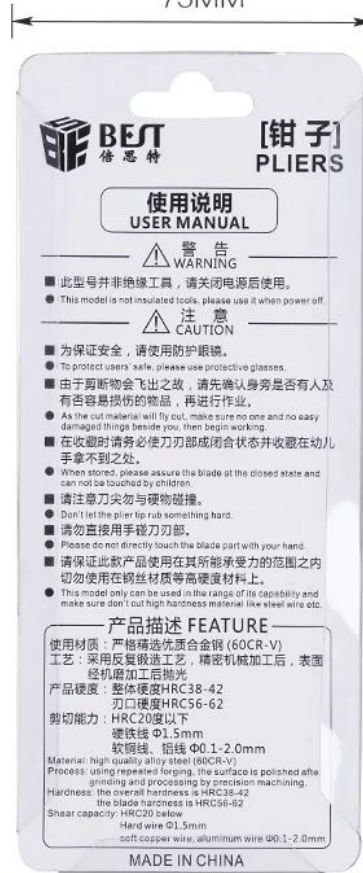 75MM
BEST
倍思特
[钳子]
PLIERS
使用说明
USER MANUAL
警 告
WARNING
■ 此型号并非绝缘工具，请关闭电源后使用。
● This model is not insulated tools, please use it when power off
注 意
CAUTION
■ 为保证安全，请使用防护眼镜。
● To protect users' safe, please use protective glasses.
■ 由于剪断物会飞出之故，请先确认身旁是否有人及
有否容易损伤的物品，再进行作业。
● As the cut material will fly out, make sure no one and no easy
damaged things beside you, then begin working.
■ 在收藏时请务必使刀刃部成闭合状态并收藏在幼儿
手拿不到之处。
● When stored, please assure the blade at the closed state and
can not be touched by children.
■ 请注意刀尖勿与硬物碰撞。
● Don't let the plier tip rub something hard.
■ 请勿直接用手碰刀刃部。
● Please do not directly touch the blade part with your hand.
■ 请保证此款产品使用在其所能承受力的范围之内
切勿使用在钢丝材质等高硬度材料上。
● This model only can be used in the range of its capability and
make sure don't cut high hardness material like steel wire etc.
产品描述 FEATURE
使用材质：严格精选优质合金钢 (60CR-V)
工艺：采用反复锻造工艺，精密机械加工后，表面
经机磨加工后抛光
产品硬度：整体硬度HRC38-42
刃口硬度HRC56-62
剪切能力：HRC20度以下
硬铁线 Φ1.5mm
软铜线、铝线 Φ0.1-2.0mm
Material: high quality alloy steel (60CR-V)
Process: using repeated forging, the surface is polished afte
grinding and processing by precision machining.
Hardness: the overall hardness is HRC38-42
the blade hardness is HRC56-62
Shear capacity: HRC20 below
Hard wire Φ1.5mm
soft copper wire, aluminum wire Φ0.1-2.0mm
MADE IN CHINA